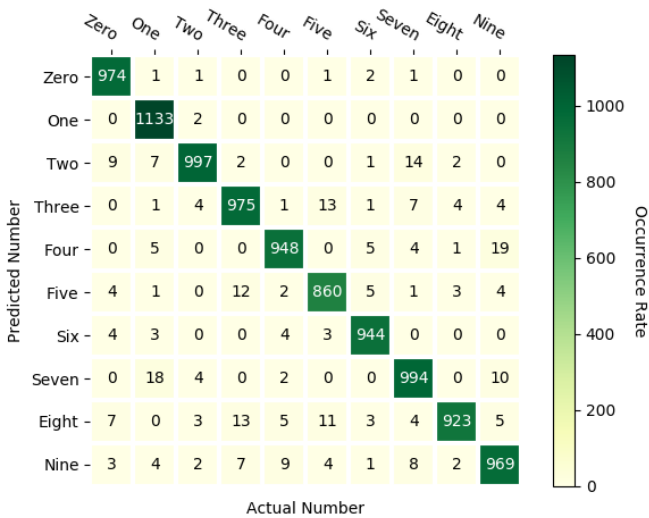 Zero One Two Three Four Five Six Seven Eight Nine
Zero 974 1 1 0 0 1 2 1 0 0
One 0 1133 2 0 0 0 0 0 0 0
Two 9 7 997 2 0 0 1 14 2 0
Three 0 1 4 975 1 13 1 7 4 4
Four 0 5 0 0 948 0 5 4 1 19
Five 4 1 0 12 2 860 5 1 3 4
Six 4 3 0 0 4 3 944 0 0 0
Seven 0 18 4 0 2 0 0 994 0 10
Eight 7 0 3 13 5 11 3 4 923 5
Nine 3 4 2 7 9 4 1 8 2 969
Predicted Number
Actual Number
1000
800
600
400
200
0
Occurrence Rate